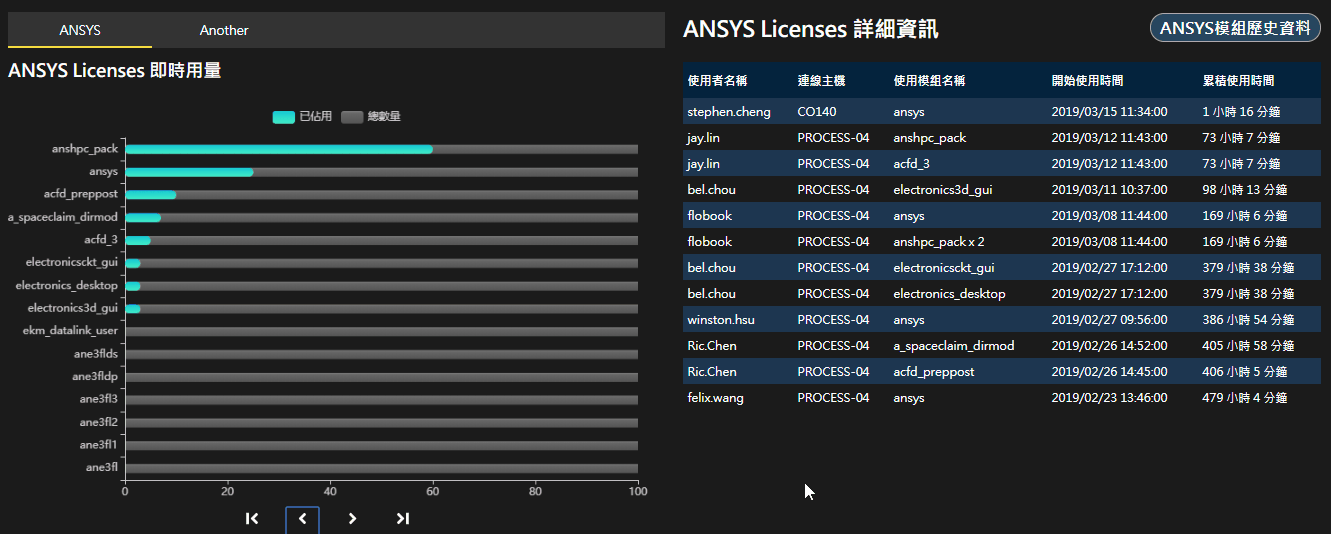 ANSYS Another
ANSYS Licenses 即時用量
已佔用 總數量
anshpc_pack
ansys
acfd_preppost
a_spaceclaim_dirmod
acfd_3
electronicsckt_gui
electronics_desktop
electronics3d_gui
ekm_datalink_user
ane3flds
ane3fldp
ane3fl3
ane3fl2
ane3fl1
ane3fl
0 20 40 60 80 100
ANSYS Licenses 詳細資訊 ANSYS模組歷史資料
使用者名稱 連線主機 使用模組名稱 開始使用時間 累積使用時間
stephen.cheng CO140 ansys 2019/03/15 11:34:00 1 小時 16 分鐘
jay.lin PROCESS-04 anshpc_pack 2019/03/12 11:43:00 73 小時 7 分鐘
jay.lin PROCESS-04 acfd_3 2019/03/12 11:43:00 73 小時 7 分鐘
bel.chou PROCESS-04 electronics3d_gui 2019/03/11 10:37:00 98 小時 13 分鐘
flobook PROCESS-04 ansys 2019/03/08 11:44:00 169 小時 6 分鐘
flobook PROCESS-04 anshpc_pack x 2 2019/03/08 11:44:00 169 小時 6 分鐘
bel.chou PROCESS-04 electronicsckt_gui 2019/02/27 17:12:00 379 小時 38 分鐘
bel.chou PROCESS-04 electronics_desktop 2019/02/27 17:12:00 379 小時 38 分鐘
winston.hsu PROCESS-04 ansys 2019/02/27 09:56:00 386 小時 54 分鐘
Ric.Chen PROCESS-04 a_spaceclaim_dirmod 2019/02/26 14:52:00 405 小時 58 分鐘
Ric.Chen PROCESS-04 acfd_preppost 2019/02/26 14:45:00 406 小時 5 分鐘
felix.wang PROCESS-04 ansys 2019/02/23 13:46:00 479 小時 4 分鐘